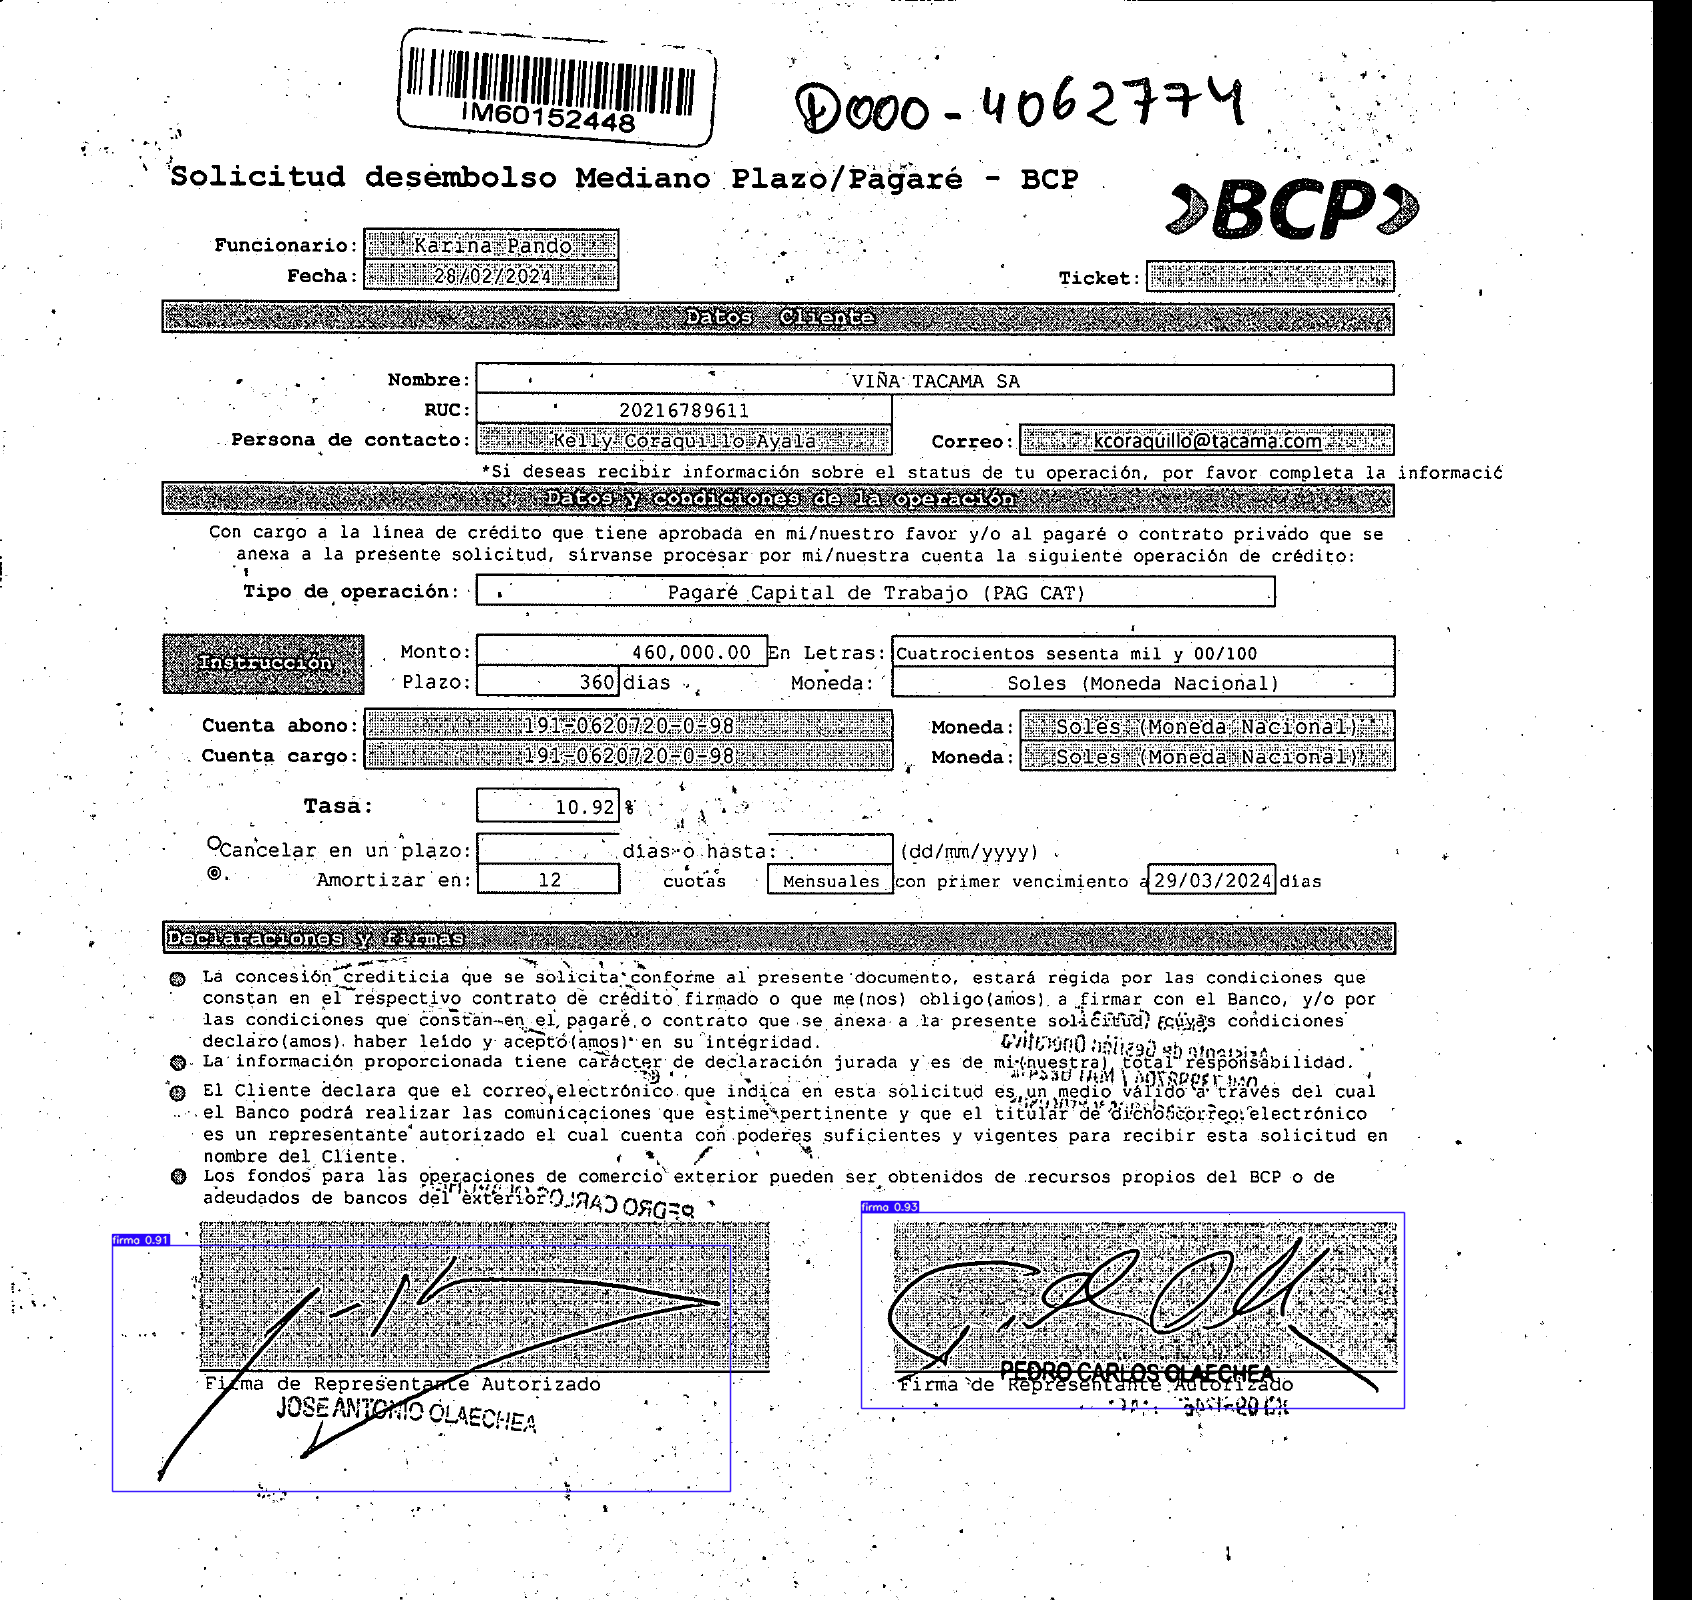 IM60152448
D000-4062774
Solicitud desembolso Mediano Plazo/Pagaré - BCP
BCP
Funcionario: Karina Pando
Fecha: 28/02/2024
Ticket:
Datos Cliente
Nombre: VIÑA TACAMA SA
RUC: 20216789611
Persona de contacto: Kelly Coraquillo Ayala Correo: kcoraquillo@tacama.com
*Si deseas recibir información sobre el status de tu operación, por favor completa la informació
Datos y condiciones de la operación
Con cargo a la línea de crédito que tiene aprobada en mi/nuestro favor y/o al pagaré o contrato privado que se
anexa a la presente solicitud, sírvanse procesar por mi/nuestra cuenta la siguiente operación de crédito:
Tipo de operación: Pagaré Capital de Trabajo (PAG CAT)
Instrucción
Monto: 460,000.00 En Letras: Cuatrocientos sesenta mil y 00/100
Plazo: 360 dias Moneda: Soles (Moneda Nacional)
Cuenta abono: 191-0620720-0-98 Moneda: Soles (Moneda Nacional)
Cuenta cargo: 191-0620720-0-98 Moneda: Soles (Moneda Nacional)
Tasa: 10.92 %
Cancelar en un plazo: días o hasta: (dd/mm/yyyy)
Amortizar en: 12 cuotas Mensuales con primer vencimiento a 29/03/2024 días
Declaraciones y firmas
La concesión crediticia que se solicita conforme al presente documento, estará regida por las condiciones que
constan en el respectivo contrato de crédito firmado o que me(nos) obligo(amos) a firmar con el Banco, y/o por
las condiciones que constan en el pagaré o contrato que se anexa a la presente solicitud, cuyas condiciones
declaro(amos) haber leído y acepto(amos) en su integridad.
La información proporcionada tiene carácter de declaración jurada y es de mi(nuestra) total responsabilidad.
El Cliente declara que el correo electrónico que indica en esta solicitud es un medio válido a través del cual
el Banco podrá realizar las comunicaciones que estime pertinente y que el titular de dicho correo electrónico
es un representante autorizado el cual cuenta con poderes suficientes y vigentes para recibir esta solicitud en
nombre del Cliente.
Los fondos para las operaciones de comercio exterior pueden ser obtenidos de recursos propios del BCP o de
adeudados de bancos del exterior
PEDRO CARLOS
firma 0.91
firma 0.93
Firma de Representante Autorizado
JOSE ANTONIO OLAECHEA
PEDRO CARLOS OLAECHEA
Firma de Representante Autorizado